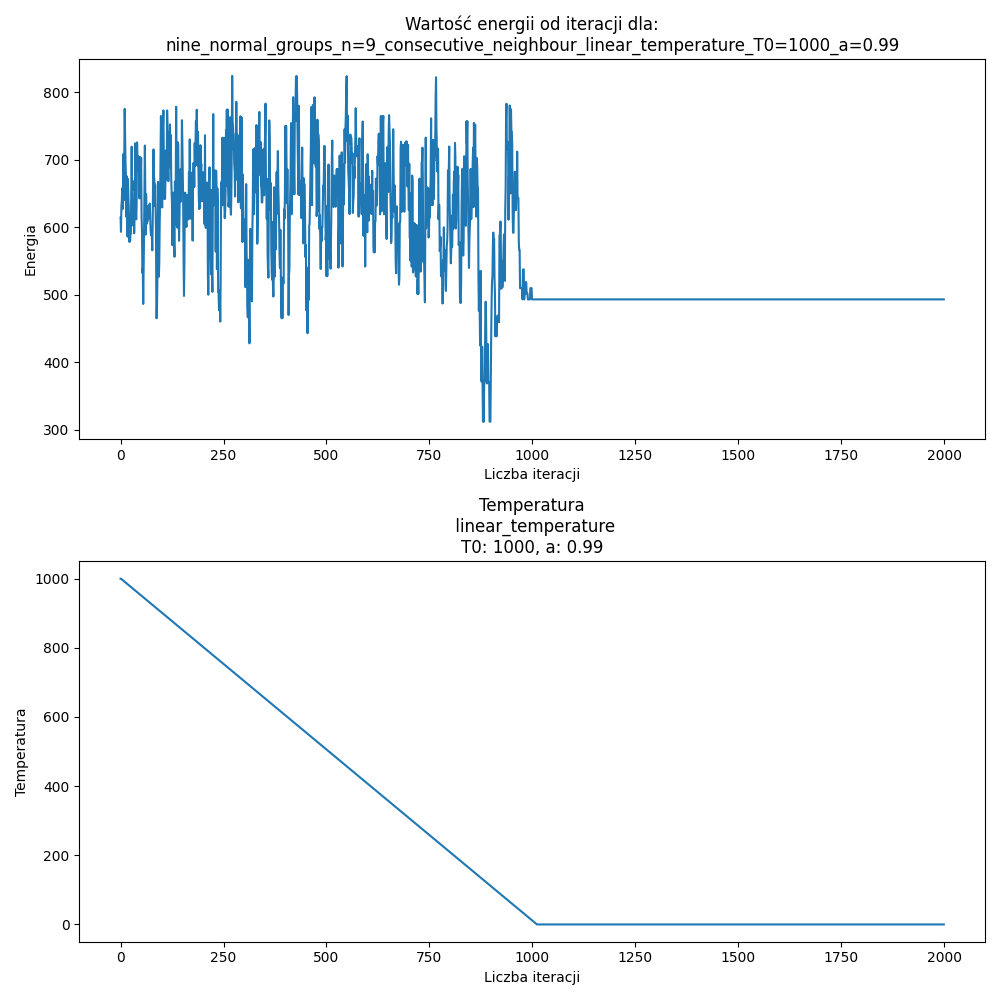 Wartość energii od iteracji dla:
nine_normal_groups_n=9_consecutive_neighbour_linear_temperature_T0=1000_a=0.99
800
700
600
500
400
300
Energia
0 250 500 750 1000 1250 1500 1750 2000
Liczba iteracji
Temperatura
linear_temperature
T0: 1000, a: 0.99
1000
800
600
400
200
0
Temperatura
0 250 500 750 1000 1250 1500 1750 2000
Liczba iteracji